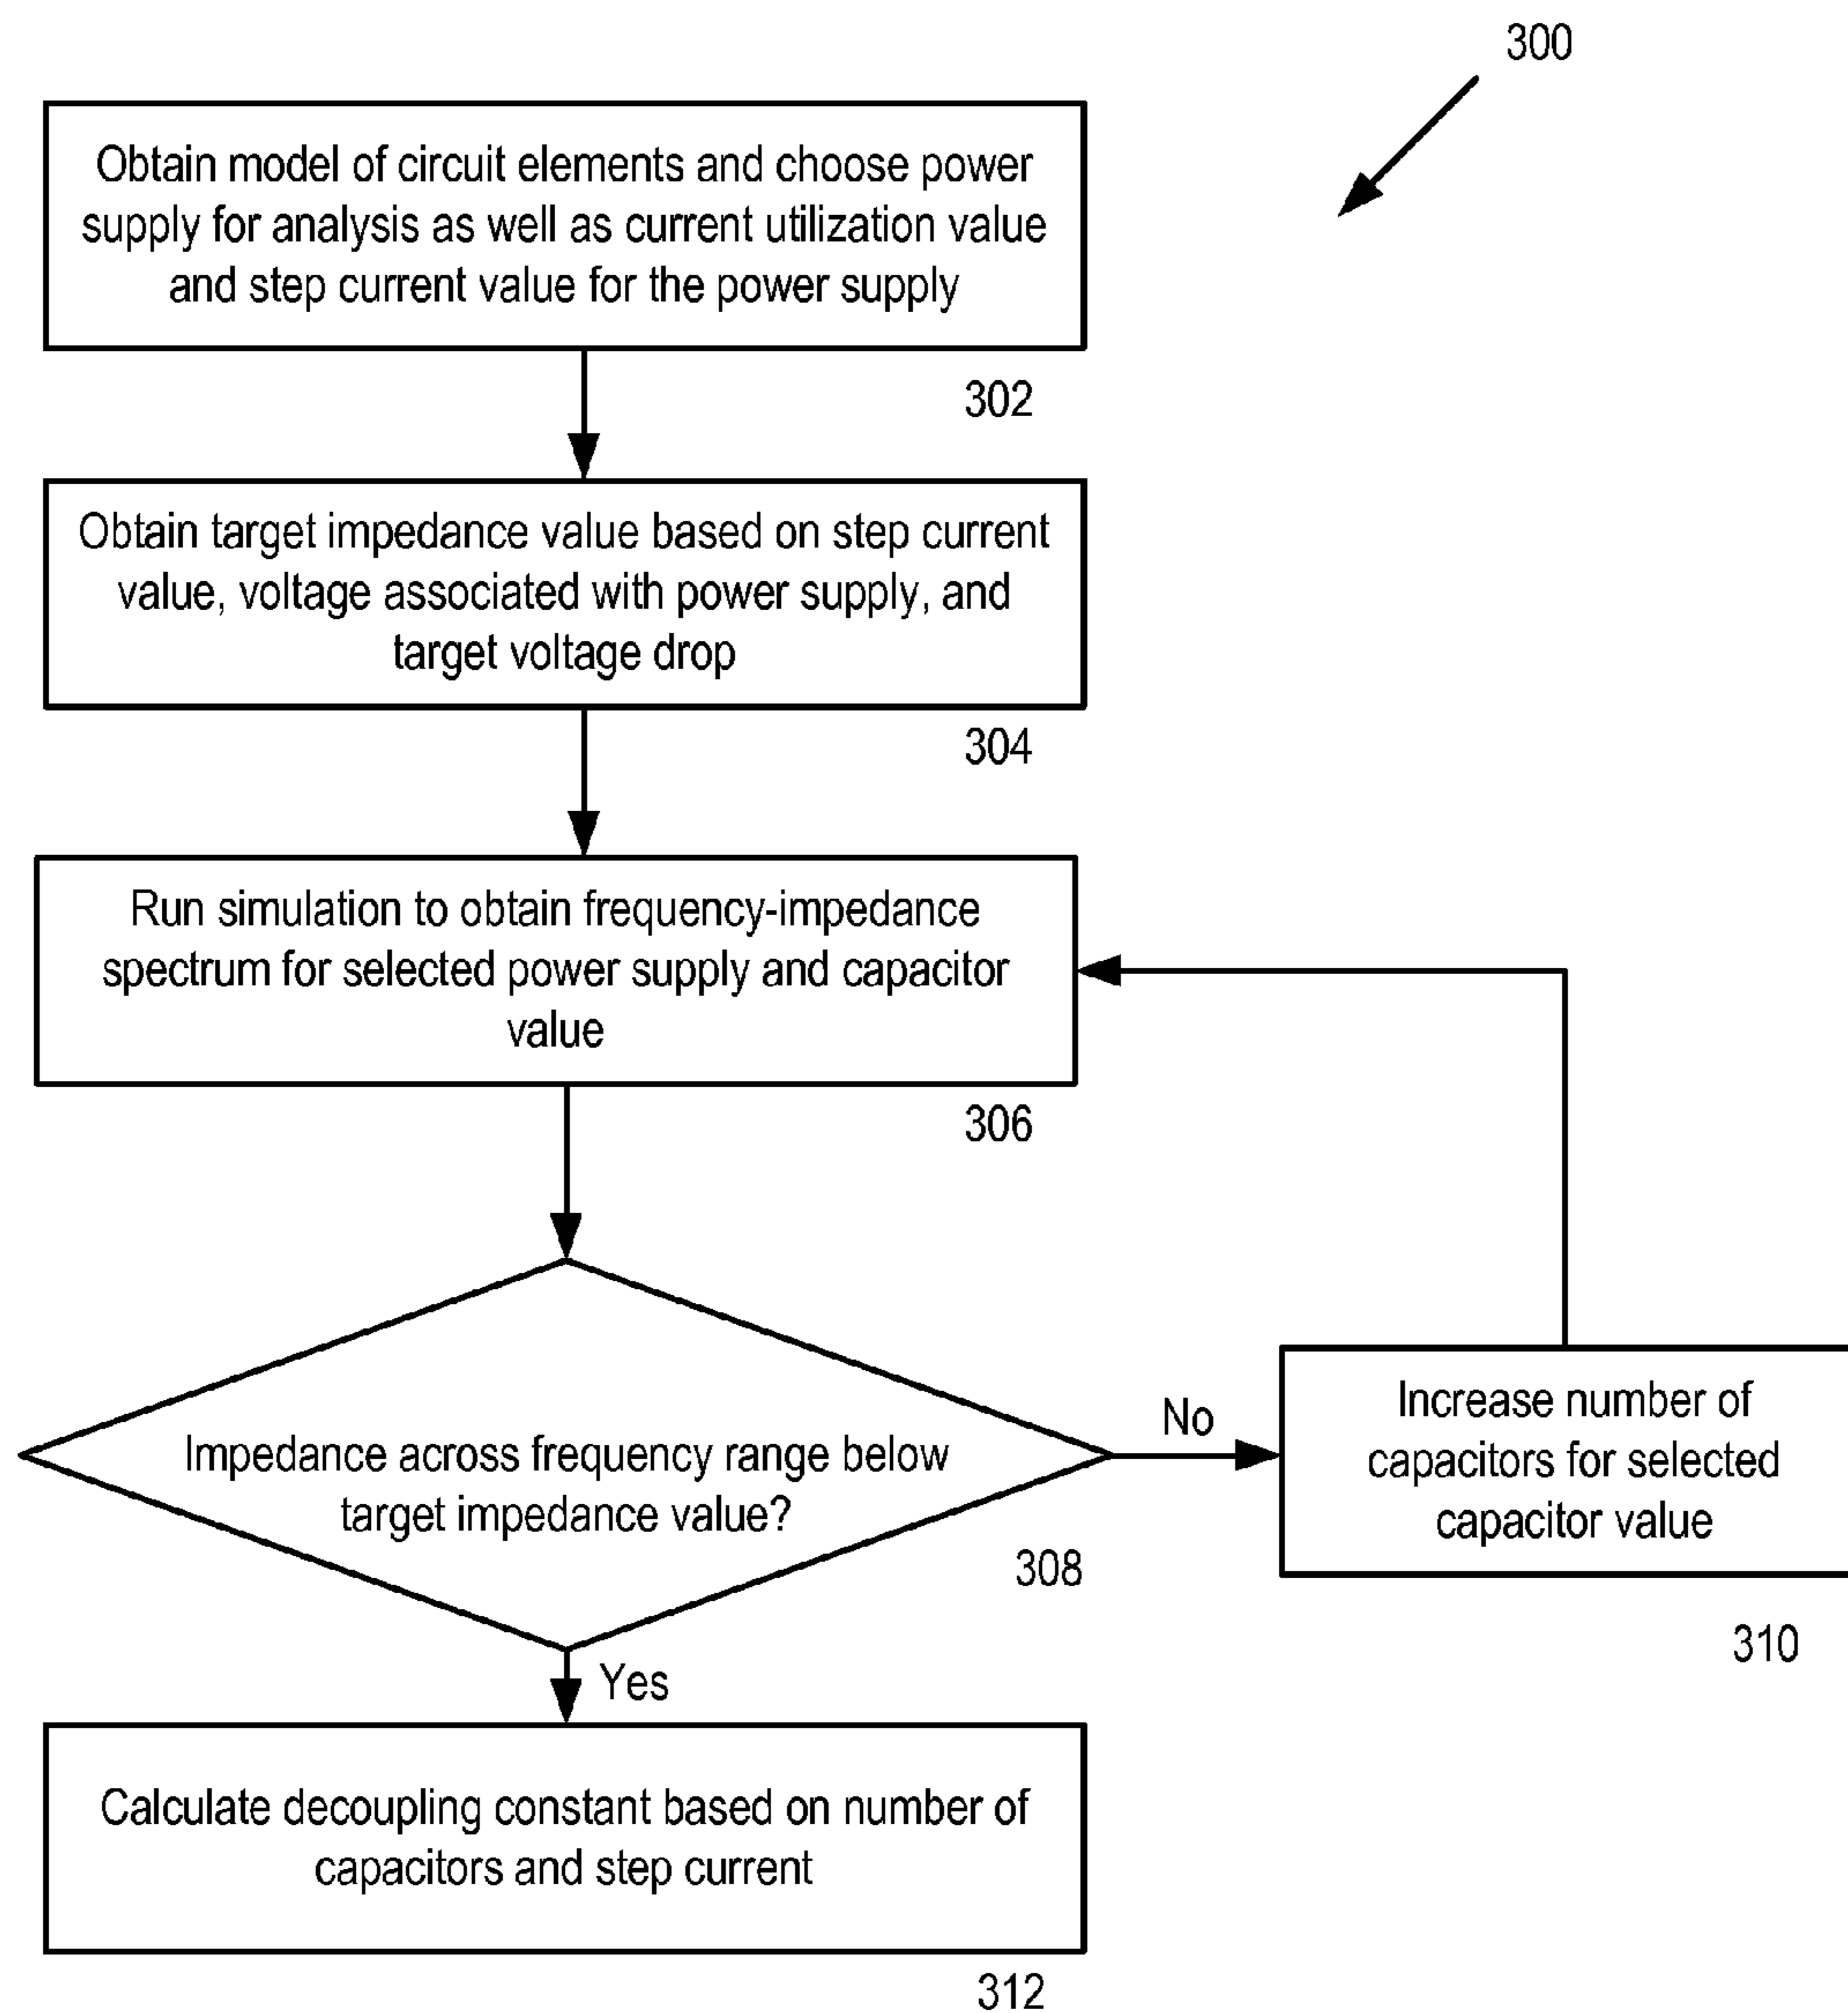 300
Obtain model of circuit elements and choose power
supply for analysis as well as current utilization value
and step current value for the power supply
302
Obtain target impedance value based on step current
value, voltage associated with power supply, and
target voltage drop
304
Run simulation to obtain frequency-impedance
spectrum for selected power supply and capacitor
value
306
Impedance across frequency range below
target impedance value?
308
No
Increase number of
capacitors for selected
capacitor value
310
Yes
Calculate decoupling constant based on number of
capacitors and step current
312